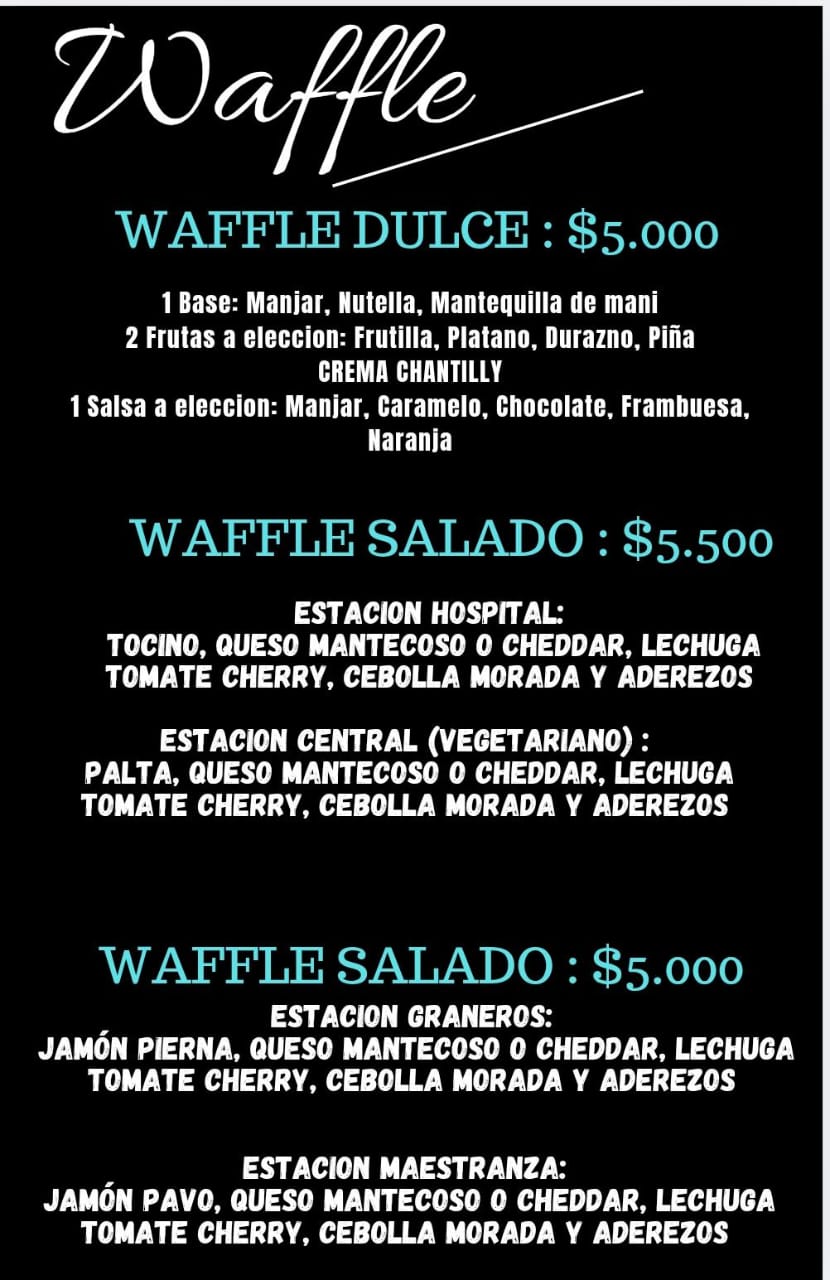 Waffle
WAFFLE DULCE : $5.000
1 Base: Manjar, Nutella, Mantequilla de mani
2 Frutas a eleccion: Frutilla, Platano, Durazno, Piña
CREMA CHANTILLY
1 Salsa a eleccion: Manjar, Caramelo, Chocolate, Frambuesa,
Naranja
WAFFLE SALADO : $5.500
ESTACION HOSPITAL:
TOCINO, QUESO MANTECOSO O CHEDDAR, LECHUGA
TOMATE CHERRY, CEBOLLA MORADA Y ADEREZOS
ESTACION CENTRAL (VEGETARIANO) :
PALTA, QUESO MANTECOSO O CHEDDAR, LECHUGA
TOMATE CHERRY, CEBOLLA MORADA Y ADEREZOS
WAFFLE SALADO : $5.000
ESTACION GRANEROS:
JAMÓN PIERNA, QUESO MANTECOSO O CHEDDAR, LECHUGA
TOMATE CHERRY, CEBOLLA MORADA Y ADEREZOS
ESTACION MAESTRANZA:
JAMÓN PAVO, QUESO MANTECOSO O CHEDDAR, LECHUGA
TOMATE CHERRY, CEBOLLA MORADA Y ADEREZOS